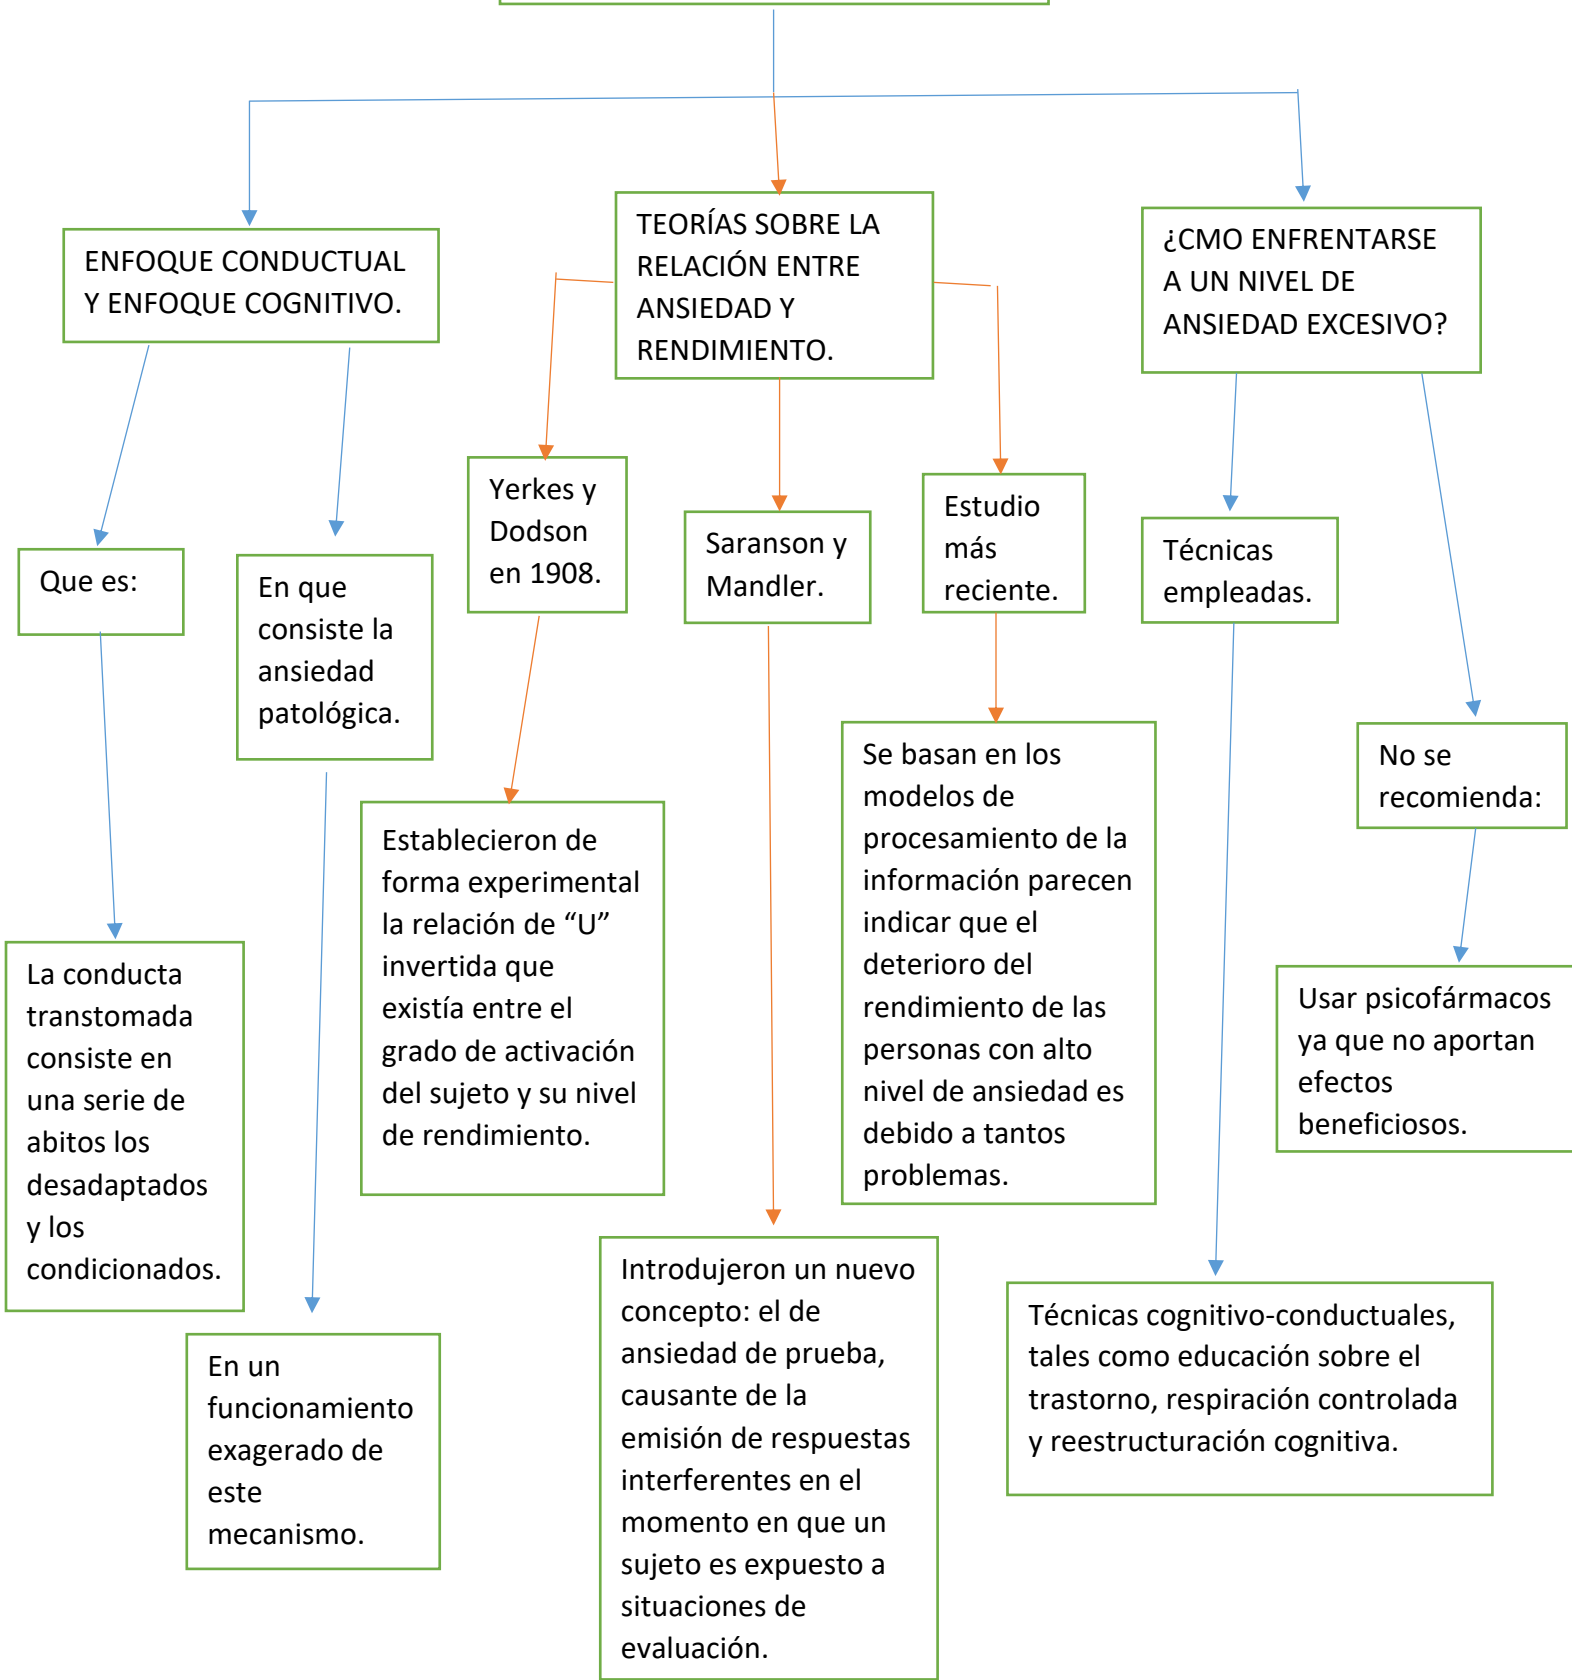 ENFOQUE CONDUCTUAL
Y ENFOQUE COGNITIVO.
TEORÍAS SOBRE LA
RELACIÓN ENTRE
ANSIEDAD Y
RENDIMIENTO.
¿CMO ENFRENTARSE
A UN NIVEL DE
ANSIEDAD EXCESIVO?
Que es:
En que
consiste la
ansiedad
patológica.
Yerkes y
Dodson
en 1908.
Saranson y
Mandler.
Estudio
más
reciente.
Técnicas
empleadas.
No se
recomienda:
La conducta
transtomada
consiste en
una serie de
abitos los
desadaptados
y los
condicionados.
En un
funcionamiento
exagerado de
este
mecanismo.
Establecieron de
forma experimental
la relación de “U”
invertida que
existía entre el
grado de activación
del sujeto y su nivel
de rendimiento.
Introdujeron un nuevo
concepto: el de
ansiedad de prueba,
causante de la
emisión de respuestas
interferentes en el
momento en que un
sujeto es expuesto a
situaciones de
evaluación.
Se basan en los
modelos de
procesamiento de la
información parecen
indicar que el
deterioro del
rendimiento de las
personas con alto
nivel de ansiedad es
debido a tantos
problemas.
Técnicas cognitivo-conductuales,
tales como educación sobre el
trastorno, respiración controlada
y reestructuración cognitiva.
Usar psicofármacos
ya que no aportan
efectos
beneficiosos.